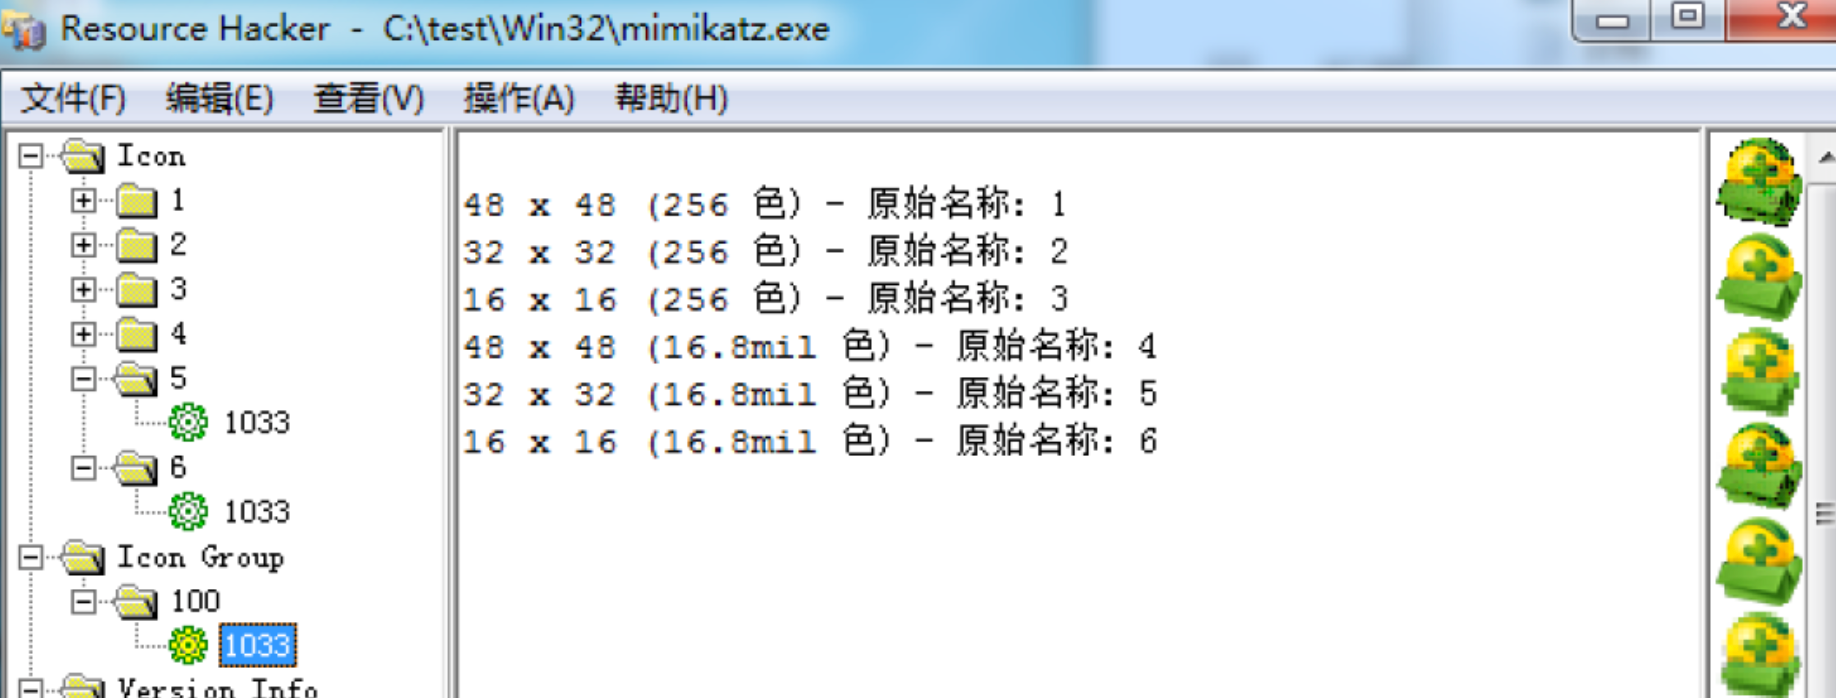 Resource Hacker - C:\test\Win32\mimikatz.exe
文件(F) 编辑(E) 查看(V) 操作(A) 帮助(H)
Icon
1
2
3
4
5
1033
6
1033
Icon Group
100
1033
Version Info
48 x 48 (256 色) - 原始名称: 1
32 x 32 (256 色) - 原始名称: 2
16 x 16 (256 色) - 原始名称: 3
48 x 48 (16.8mil 色) - 原始名称: 4
32 x 32 (16.8mil 色) - 原始名称: 5
16 x 16 (16.8mil 色) - 原始名称: 6